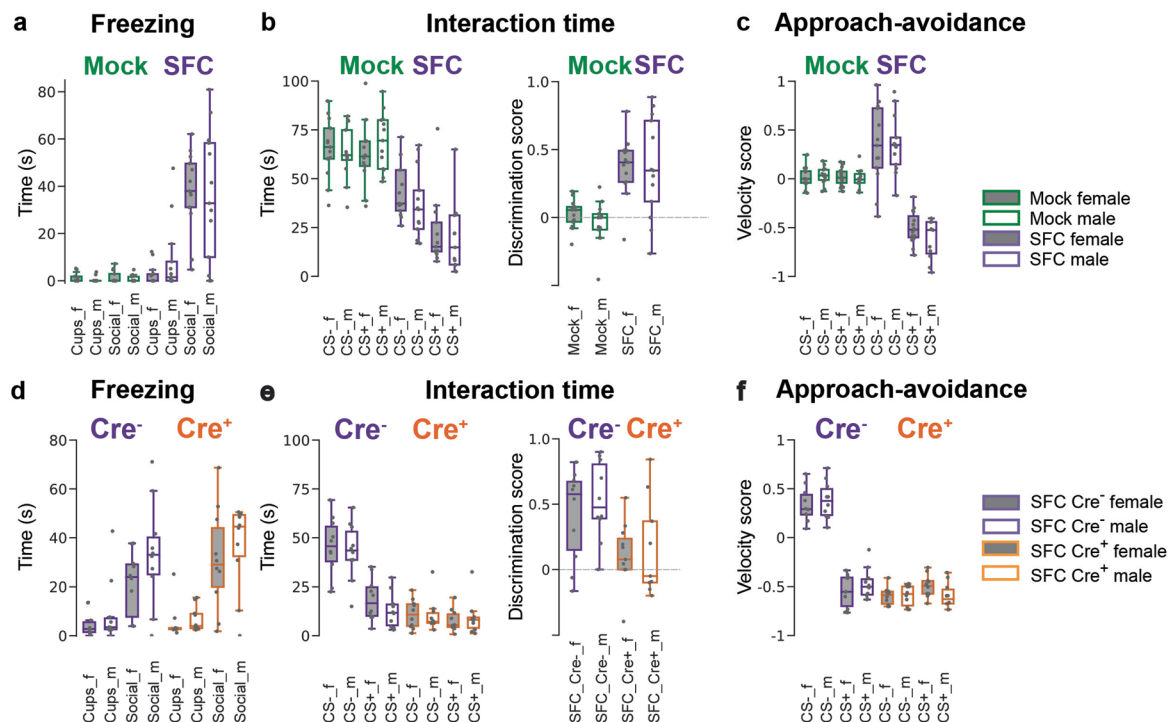 a Freezing
Mock SFC
Time (s)
80
60
40
20
0
Cups_f
Cups_m
Social_f
Social_m
Cups_f
Cups_m
Social_f
Social_m
b Interaction time
Mock SFC
Time (s)
100
75
50
25
0
CS-_f
CS-_m
CS+_f
CS+_m
CS-_f
CS-_m
CS+_f
CS+_m
Mock SFC
Discrimination score
1.0
0.5
0
Mock_f
Mock_m
SFC_f
SFC_m
c Approach-avoidance
Mock SFC
Velocity score
1
0.5
0
-0.5
-1
CS-_f
CS-_m
CS+_f
CS+_m
CS-_f
CS-_m
CS+_f
CS+_m
Mock female
Mock male
SFC female
SFC male
d Freezing
Cre⁻ Cre⁺
Time (s)
80
60
40
20
0
Cups_f
Cups_m
Social_f
Social_m
Cups_f
Cups_m
Social_f
Social_m
e Interaction time
Cre⁻ Cre⁺
Time (s)
100
75
50
25
0
CS-_f
CS-_m
CS+_f
CS+_m
CS-_f
CS-_m
CS+_f
CS+_m
Cre⁻ Cre⁺
Discrimination score
1.0
0.5
0
SFC_Cre-_f
SFC_Cre-_m
SFC_Cre+_f
SFC_Cre+_m
f Approach-avoidance
Cre⁻ Cre⁺
Velocity score
1
0.5
0
-0.5
-1
CS-_f
CS-_m
CS+_f
CS+_m
CS-_f
CS-_m
CS+_f
CS+_m
SFC Cre⁻ female
SFC Cre⁻ male
SFC Cre⁺ female
SFC Cre⁺ male